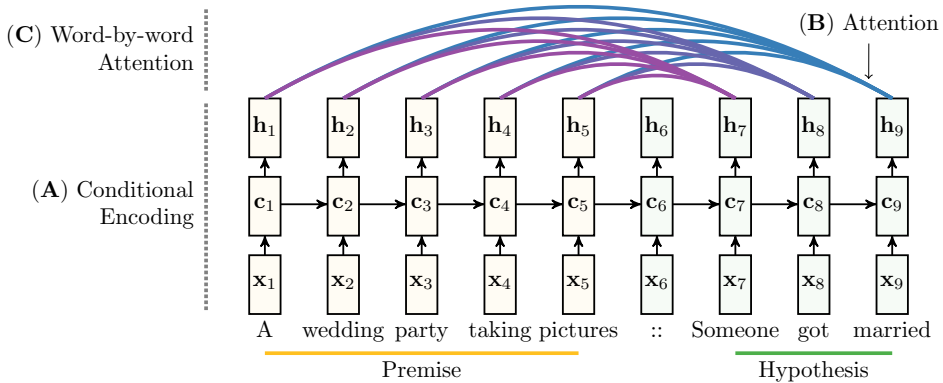 (C) Word-by-word
Attention
(B) Attention
h₁ h₂ h₃ h₄ h₅ h₆ h₇ h₈ h₉
(A) Conditional
Encoding
c₁ c₂ c₃ c₄ c₅ c₆ c₇ c₈ c₉
x₁ x₂ x₃ x₄ x₅ x₆ x₇ x₈ x₉
A wedding party taking pictures :: Someone got married
Premise Hypothesis